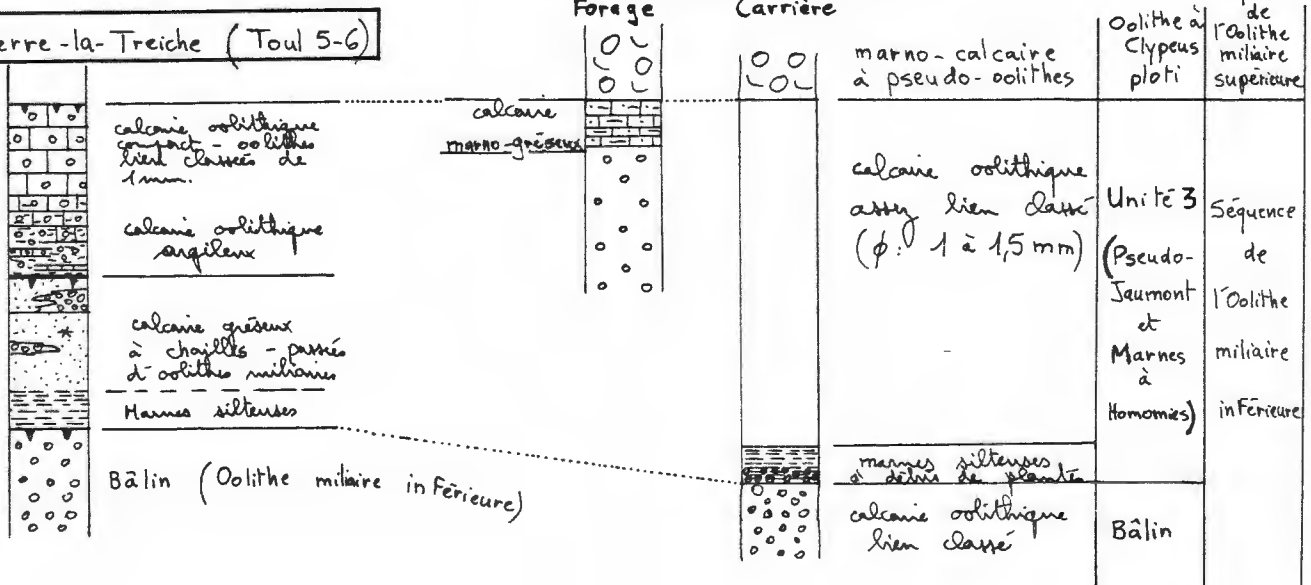 erre-la-Treiche (Toul 5-6)
calcaire oolithique
compact - oolithes
bien classées de
1mm.
calcaire oolithique
argileux
calcaire gréseux
à chailles - passées
d'oolithes miliaires
Marnes silteuses
Bâlin (Oolithe miliaire inférieure)
Forage
calcaire
marno-gréseux
Carrière
marno-calcaire
à pseudo-oolithes
calcaire oolithique
assez bien classé
(ϕ: 1 à 1,5 mm)
marnes silteuses
à débris de plantes
calcaire oolithique
bien classé
Oolithe à
Clypeus
ploti
Unité 3
(Pseudo-
Jaumont
et
Marnes
à
Homomies)
Bâlin
de
l'Oolithe
miliaire
supérieure
Séquence
de
l'Oolithe
miliaire
inférieure